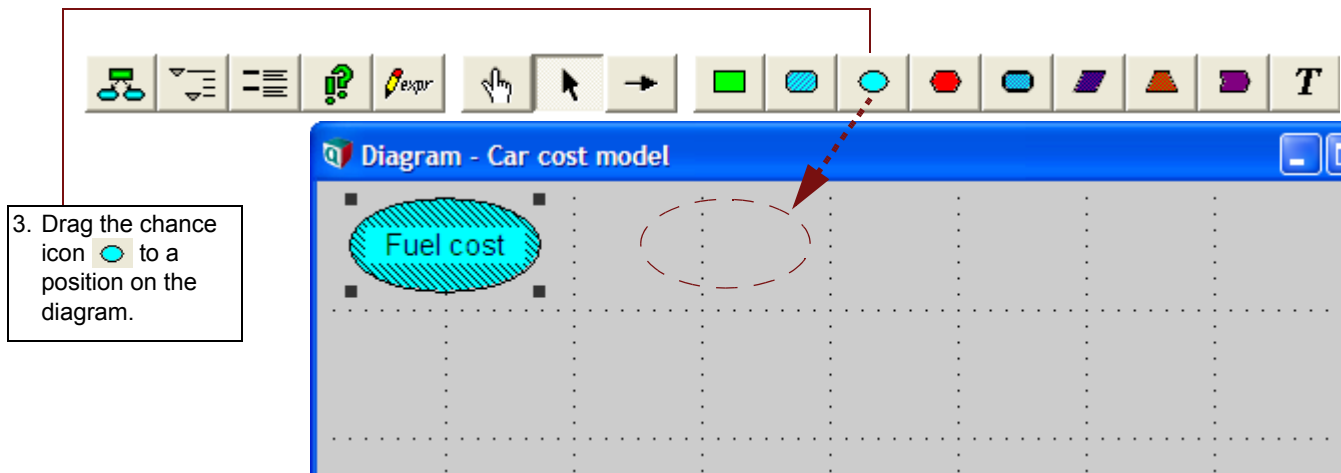 expr
T
Diagram - Car cost model
3. Drag the chance
icon to a
position on the
diagram.
Fuel cost